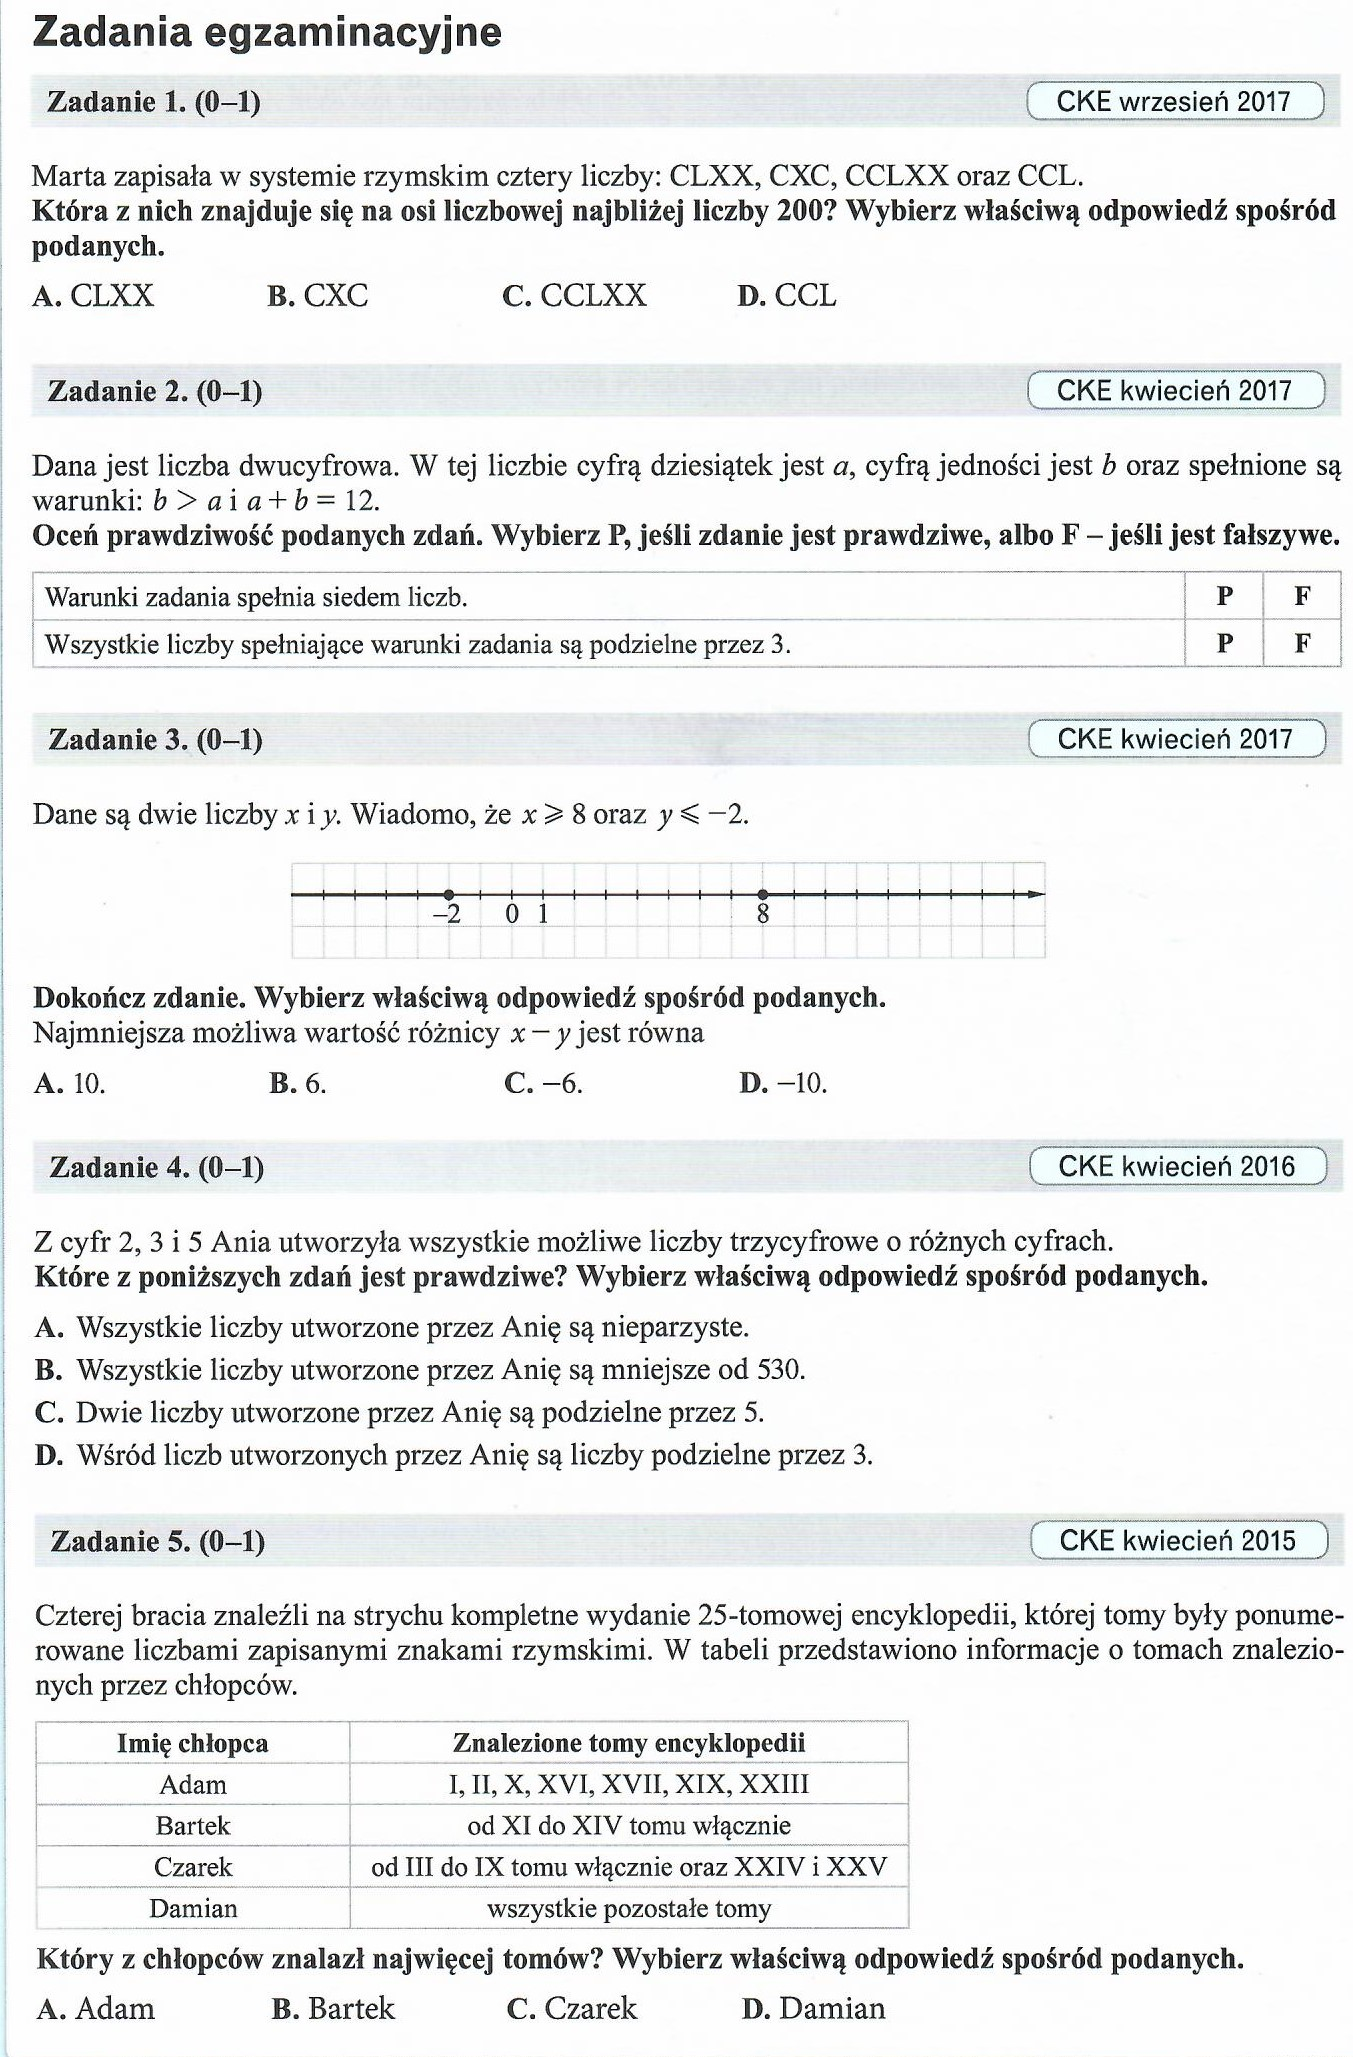 Zadania egzaminacyjne
Zadanie 1. (0–1)
CKE wrzesień 2017
Marta zapisała w systemie rzymskim cztery liczby: CLXX, CXC, CCLXX oraz CCL.
Która z nich znajduje się na osi liczbowej najbliżej liczby 200? Wybierz właściwą odpowiedź spośród
podanych.
A. CLXX B. CXC C. CCLXX D. CCL
Zadanie 2. (0–1)
CKE kwiecień 2017
Dana jest liczba dwucyfrowa. W tej liczbie cyfrą dziesiątek jest a, cyfrą jedności jest b oraz spełnione są
warunki: b > a i a + b = 12.
Oceń prawdziwość podanych zdań. Wybierz P, jeśli zdanie jest prawdziwe, albo F – jeśli jest fałszywe.
Warunki zadania spełnia siedem liczb. P F
Wszystkie liczby spełniające warunki zadania są podzielne przez 3. P F
Zadanie 3. (0–1)
CKE kwiecień 2017
Dane są dwie liczby x i y. Wiadomo, że x ⩾ 8 oraz y ⩽ −2.
−2 0 1 8
Dokończ zdanie. Wybierz właściwą odpowiedź spośród podanych.
Najmniejsza możliwa wartość różnicy x − y jest równa
A. 10. B. 6. C. −6. D. −10.
Zadanie 4. (0–1)
CKE kwiecień 2016
Z cyfr 2, 3 i 5 Ania utworzyła wszystkie możliwe liczby trzycyfrowe o różnych cyfrach.
Które z poniższych zdań jest prawdziwe? Wybierz właściwą odpowiedź spośród podanych.
A. Wszystkie liczby utworzone przez Anię są nieparzyste.
B. Wszystkie liczby utworzone przez Anię są mniejsze od 530.
C. Dwie liczby utworzone przez Anię są podzielne przez 5.
D. Wśród liczb utworzonych przez Anię są liczby podzielne przez 3.
Zadanie 5. (0–1)
CKE kwiecień 2015
Czterej bracia znaleźli na strychu kompletne wydanie 25-tomowej encyklopedii, której tomy były ponume-
rowane liczbami zapisanymi znakami rzymskimi. W tabeli przedstawiono informacje o tomach znalezio-
nych przez chłopców.
Imię chłopca Znalezione tomy encyklopedii
Adam I, II, X, XVI, XVII, XIX, XXIII
Bartek od XI do XIV tomu włącznie
Czarek od III do IX tomu włącznie oraz XXIV i XXV
Damian wszystkie pozostałe tomy
Który z chłopców znalazł najwięcej tomów? Wybierz właściwą odpowiedź spośród podanych.
A. Adam B. Bartek C. Czarek D. Damian